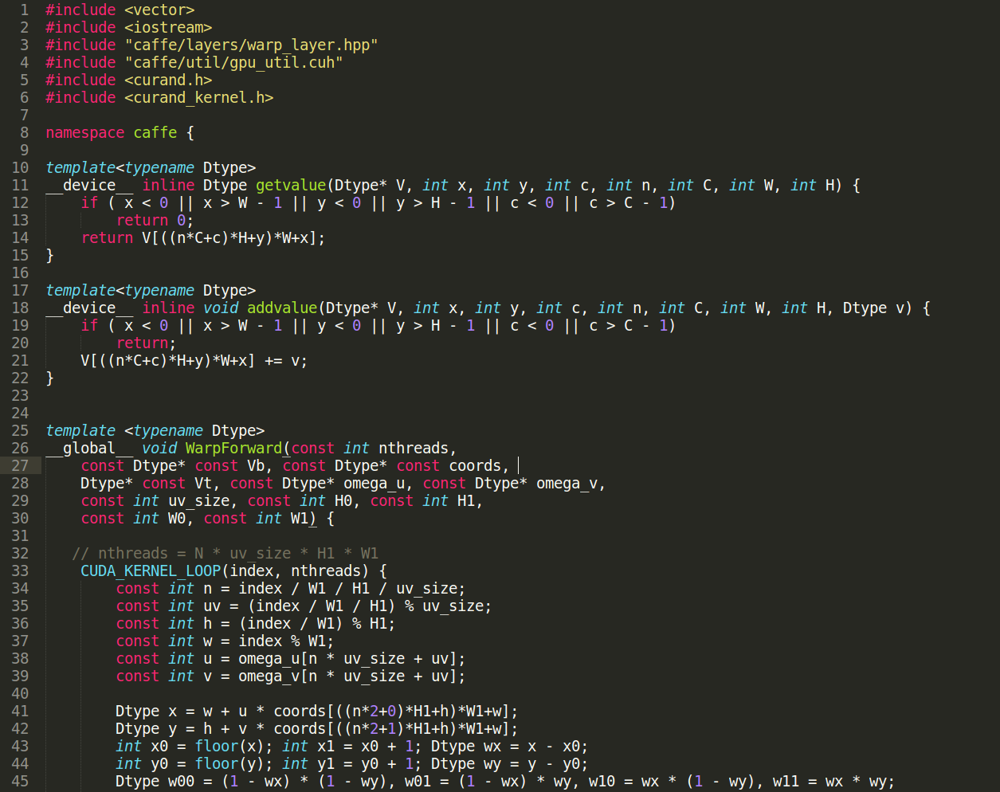 1 #include <vector>
2 #include <iostream>
3 #include "caffe/layers/warp_layer.hpp"
4 #include "caffe/util/gpu_util.cuh"
5 #include <curand.h>
6 #include <curand_kernel.h>
7
8 namespace caffe {
9
10 template<typename Dtype>
11 __device__ inline Dtype getvalue(Dtype* V, int x, int y, int c, int n, int C, int W, int H) {
12     if ( x < 0 || x > W - 1 || y < 0 || y > H - 1 || c < 0 || c > C - 1)
13         return 0;
14     return V[((n*C+c)*H+y)*W+x];
15 }
16
17 template<typename Dtype>
18 __device__ inline void addvalue(Dtype* V, int x, int y, int c, int n, int C, int W, int H, Dtype v) {
19     if ( x < 0 || x > W - 1 || y < 0 || y > H - 1 || c < 0 || c > C - 1)
20         return;
21     V[((n*C+c)*H+y)*W+x] += v;
22 }
23
24
25 template <typename Dtype>
26 __global__ void WarpForward(const int nthreads,
27     const Dtype* const Vb, const Dtype* const coords,
28     Dtype* const Vt, const Dtype* omega_u, const Dtype* omega_v,
29     const int uv_size, const int H0, const int H1,
30     const int W0, const int W1) {
31
32    // nthreads = N * uv_size * H1 * W1
33     CUDA_KERNEL_LOOP(index, nthreads) {
34         const int n = index / W1 / H1 / uv_size;
35         const int uv = (index / W1 / H1) % uv_size;
36         const int h = (index / W1) % H1;
37         const int w = index % W1;
38         const int u = omega_u[n * uv_size + uv];
39         const int v = omega_v[n * uv_size + uv];
40
41         Dtype x = w + u * coords[((n*2+0)*H1+h)*W1+w];
42         Dtype y = h + v * coords[((n*2+1)*H1+h)*W1+w];
43         int x0 = floor(x); int x1 = x0 + 1; Dtype wx = x - x0;
44         int y0 = floor(y); int y1 = y0 + 1; Dtype wy = y - y0;
45         Dtype w00 = (1 - wx) * (1 - wy), w01 = (1 - wx) * wy, w10 = wx * (1 - wy), w11 = wx * wy;